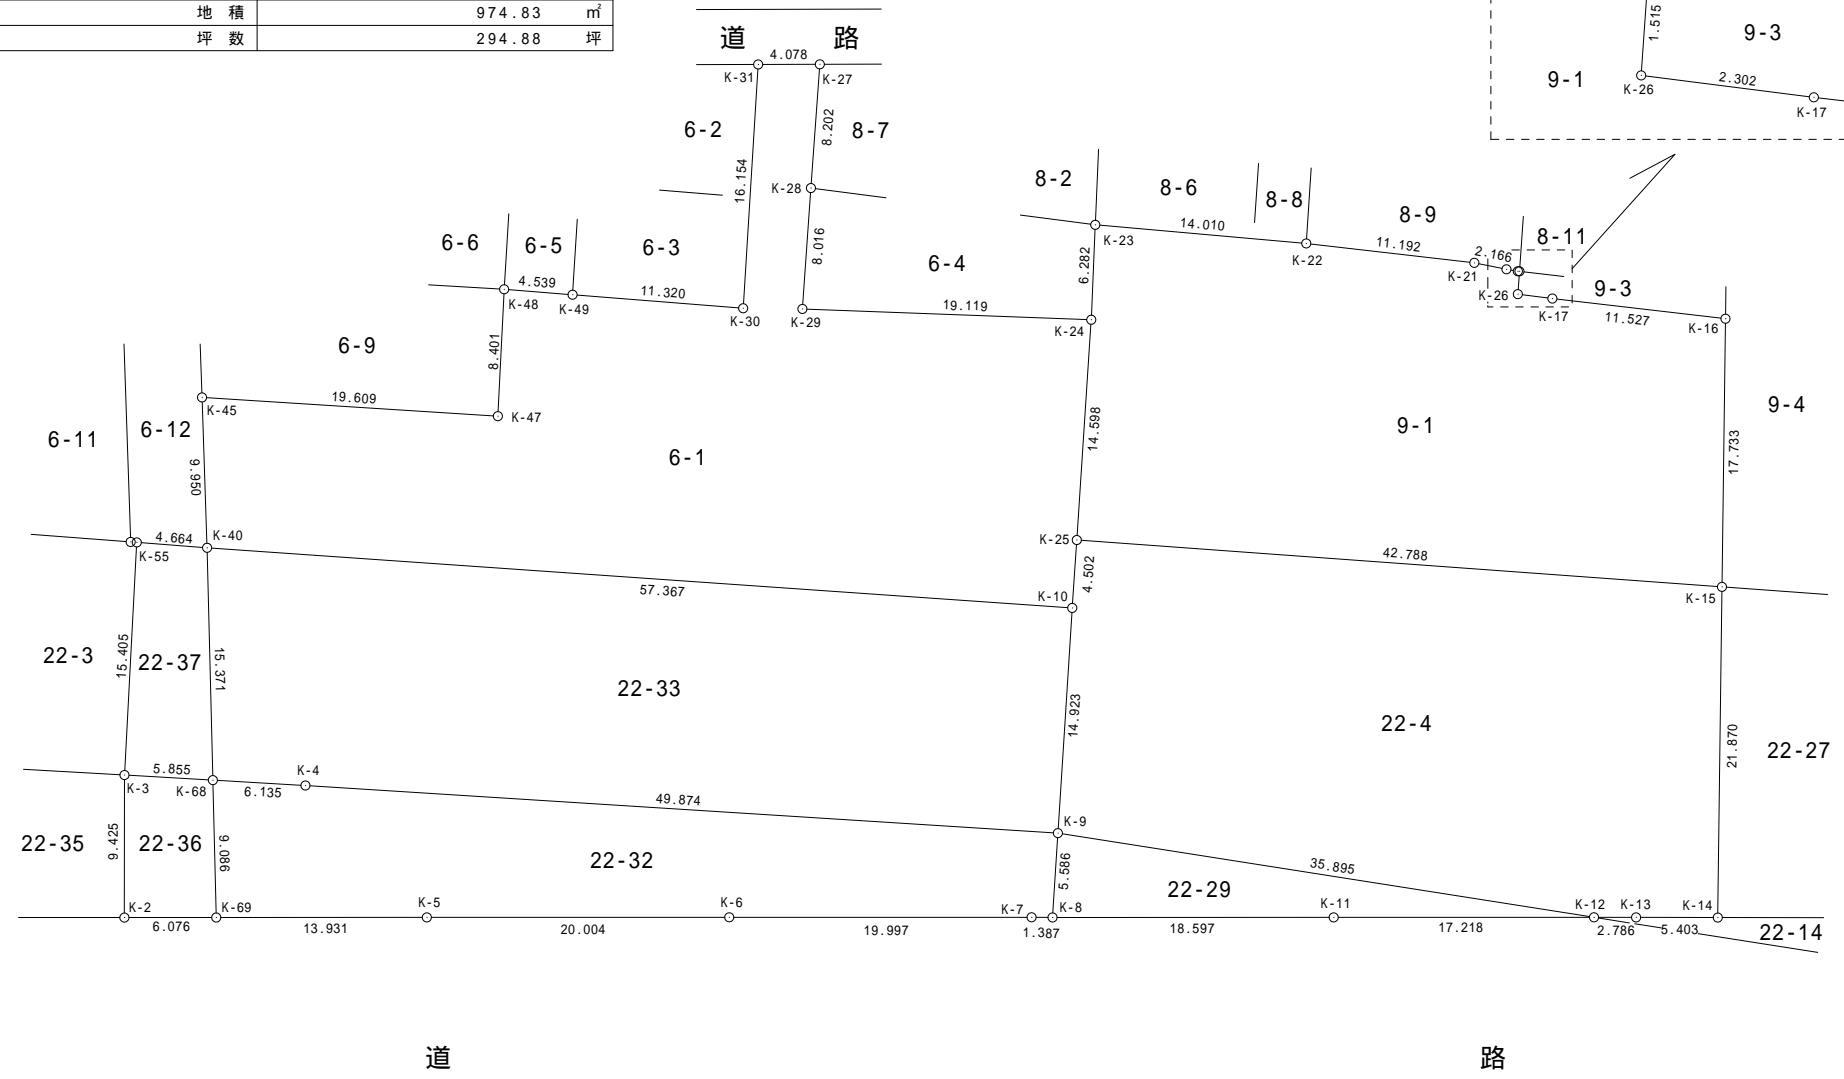 地 積 974.83 ㎡
坪 数 294.88 坪
道 路
4.078
K-31 K-27
6-2 8.202 8-7
16.154
K-28
8.016
1.515 9-3
9-1 K-26 2.302 K-17
8-2 8-6 8-8 8-9 8-11
6-6 6-5 6-3 6-4
K-23 14.010 K-22 11.192 K-21 2.166
6.282
K-26 9-3
K-17 11.527 K-16
4.539 11.320 19.119
K-48 K-49 K-30 K-29 K-24
8.401
6-9
19.609
K-45 K-47
6-11 6-12 6-1 9-1 9-4
9.950 14.598 17.733
K-55 4.664 K-40 K-25 42.788
57.367 4.502
K-10 K-15
22-3 15.405 22-37 15.371 22-33 14.923 22-4 21.870 22-27
K-3 5.855 K-68 6.135 K-4 49.874 K-9
22-35 9.425 22-36 9.086 22-32 5.586 22-29 35.895
K-2 K-69 K-5 K-6 K-7 K-8 K-11 K-12 K-13 K-14
6.076 13.931 20.004 19.997 1.387 18.597 17.218 2.786 5.403 22-14
道 路